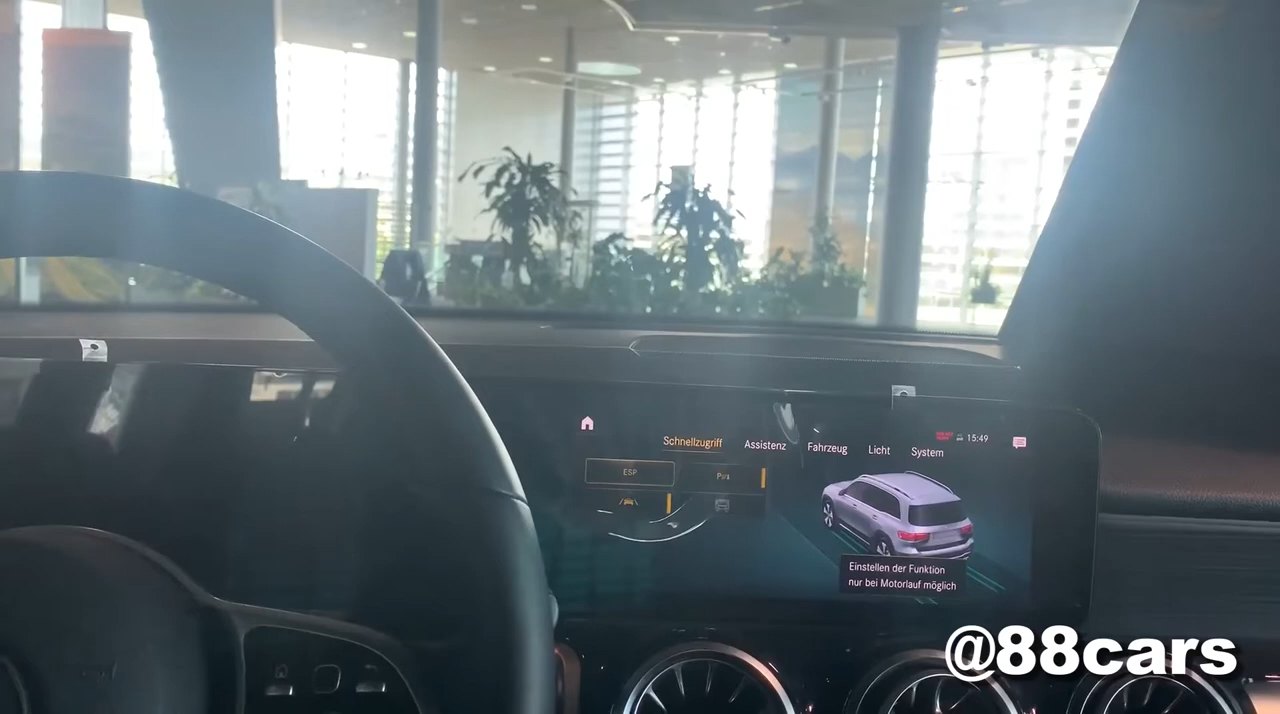 Schnellzugriff Assistenz Fahrzeug Licht System 15:49
ESP
Einstellen der Funktion
nur bei Motorlauf möglich
@88cars